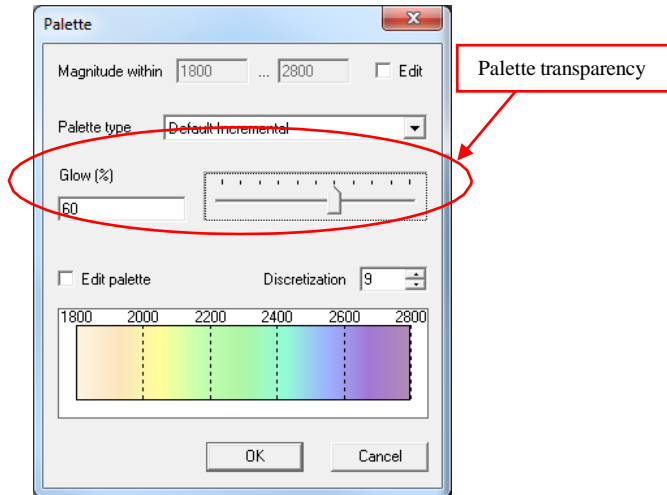 Palette
Magnitude within 1800 ... 2800 Edit
Palette transparency
Palette type Default Incremental
Glow (%)
60
Edit palette Discretization 9
1800 2000 2200 2400 2600 2800
OK Cancel